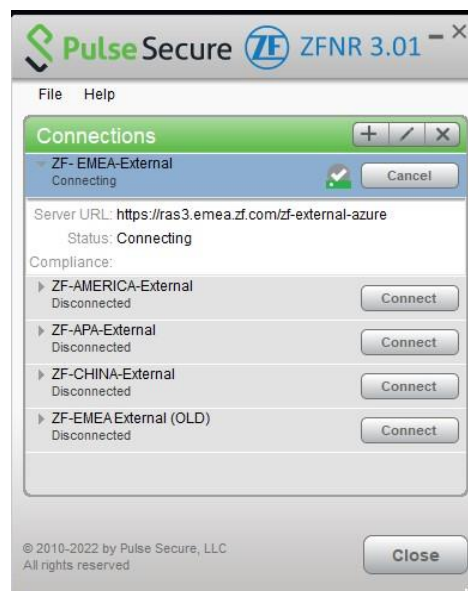 Pulse Secure ZF ZFNR 3.01
File Help
Connections
ZF- EMEA-External
Connecting
Cancel
Server URL: https://ras3.emea.zf.com/zf-external-azure
Status: Connecting
Compliance:
ZF-AMERICA-External
Disconnected
Connect
ZF-APA-External
Disconnected
Connect
ZF-CHINA-External
Disconnected
Connect
ZF-EMEA External (OLD)
Disconnected
Connect
© 2010-2022 by Pulse Secure, LLC
All rights reserved
Close